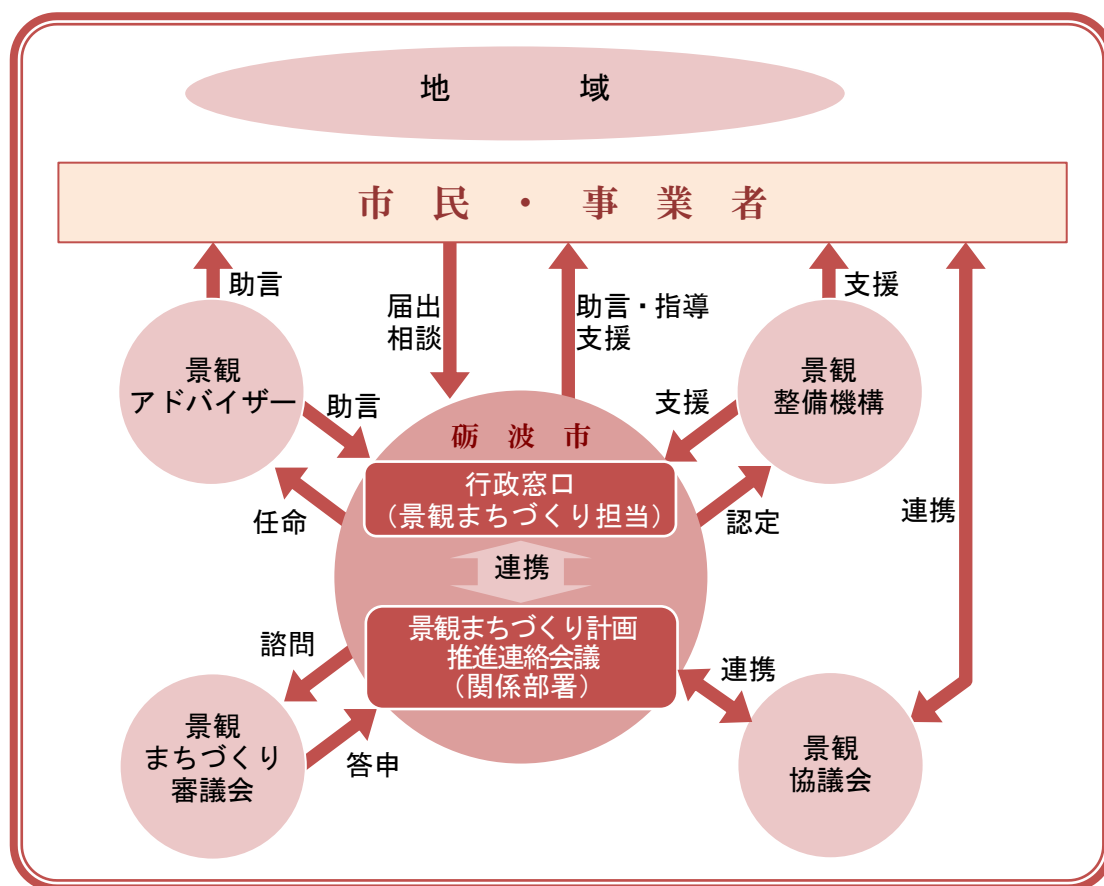 地域
市民・事業者
助言
届出
相談
助言・指導
支援
支援
景観
アドバイザー
景観
整備機構
助言
支援
連携
砺波市
行政窓口
（景観まちづくり担当）
任命
認定
連携
景観まちづくり計画
推進連絡会議
（関係部署）
諮問
連携
景観
まちづくり
審議会
答申
景観
協議会